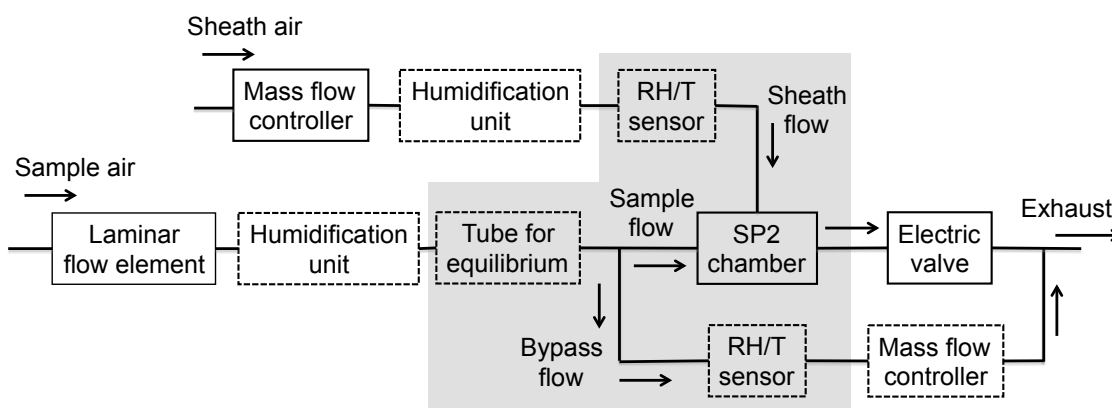 Sheath air
Mass flow
controller
Humidification
unit
RH/T
sensor
Sheath
flow
Sample air
Laminar
flow element
Humidification
unit
Tube for
equilibrium
Sample
flow
SP2
chamber
Electric
valve
Exhaust
Bypass
flow
RH/T
sensor
Mass flow
controller